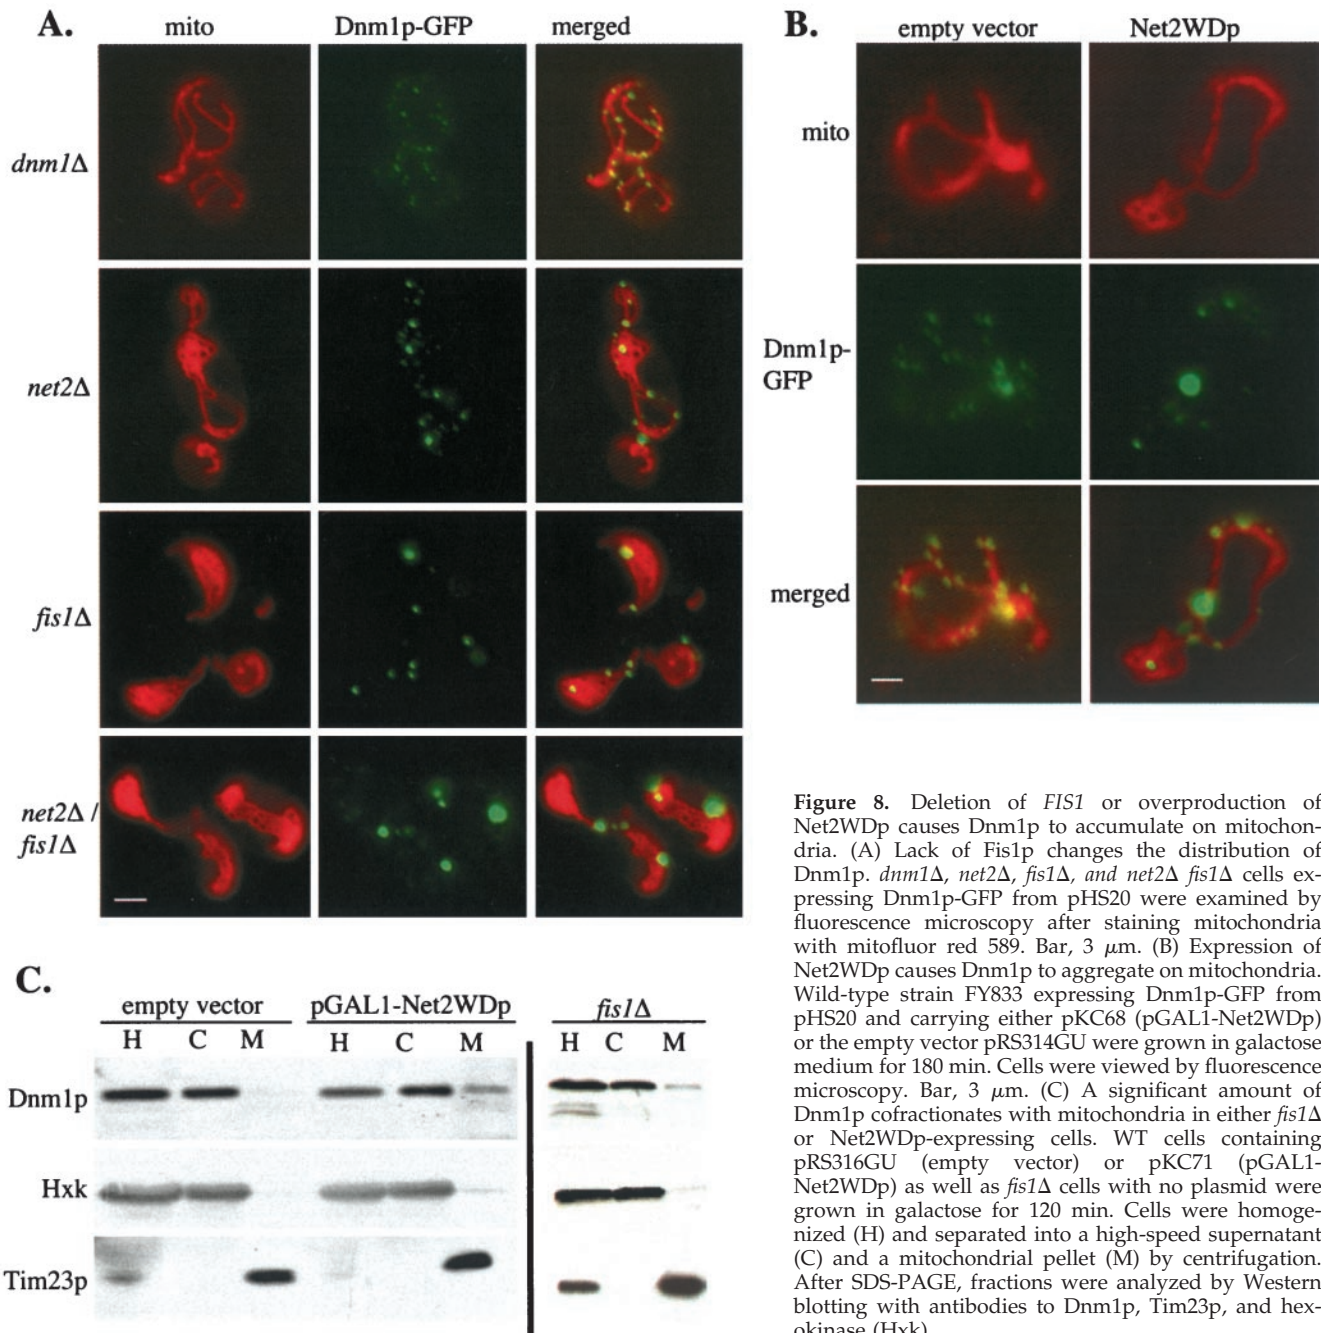 A.
mito Dnm1p-GFP merged
dnm1Δ
net2Δ
fis1Δ
net2Δ /
fis1Δ
B.
empty vector Net2WDp
mito
Dnm1p-
GFP
merged
C.
empty vector pGAL1-Net2WDp fis1Δ
H C M H C M H C M
Dnm1p
Hxk
Tim23p
Figure 8. Deletion of FIS1 or overproduction of
Net2WDp causes Dnm1p to accumulate on mitochon-
dria. (A) Lack of Fis1p changes the distribution of
Dnm1p. dnm1Δ, net2Δ, fis1Δ, and net2Δ fis1Δ cells ex-
pressing Dnm1p-GFP from pHS20 were examined by
fluorescence microscopy after staining mitochondria
with mitofluor red 589. Bar, 3 μm. (B) Expression of
Net2WDp causes Dnm1p to aggregate on mitochondria.
Wild-type strain FY833 expressing Dnm1p-GFP from
pHS20 and carrying either pKC68 (pGAL1-Net2WDp)
or the empty vector pRS314GU were grown in galactose
medium for 180 min. Cells were viewed by fluorescence
microscopy. Bar, 3 μm. (C) A significant amount of
Dnm1p cofractionates with mitochondria in either fis1Δ
or Net2WDp-expressing cells. WT cells containing
pRS316GU (empty vector) or pKC71 (pGAL1-
Net2WDp) as well as fis1Δ cells with no plasmid were
grown in galactose for 120 min. Cells were homoge-
nized (H) and separated into a high-speed supernatant
(C) and a mitochondrial pellet (M) by centrifugation.
After SDS-PAGE, fractions were analyzed by Western
blotting with antibodies to Dnm1p, Tim23p, and hex-
okinase (Hxk)